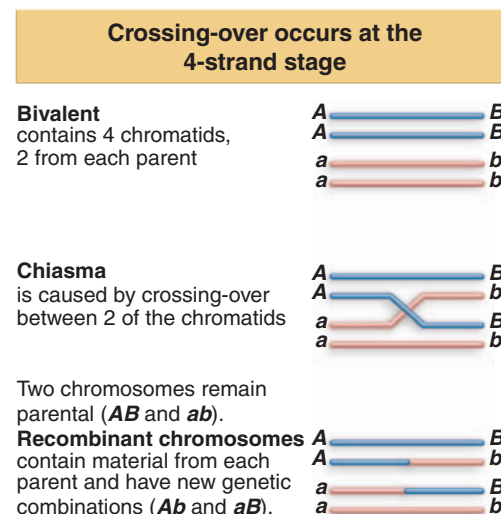 Crossing-over occurs at the
4-strand stage
Bivalent
contains 4 chromatids,
2 from each parent
A B
A B
a b
a b
Chiasma
is caused by crossing-over
between 2 of the chromatids
A B
A b
a B
a b
Two chromosomes remain
parental (AB and ab).
Recombinant chromosomes
contain material from each
parent and have new genetic
combinations (Ab and aB).
A B
A b
a B
a b